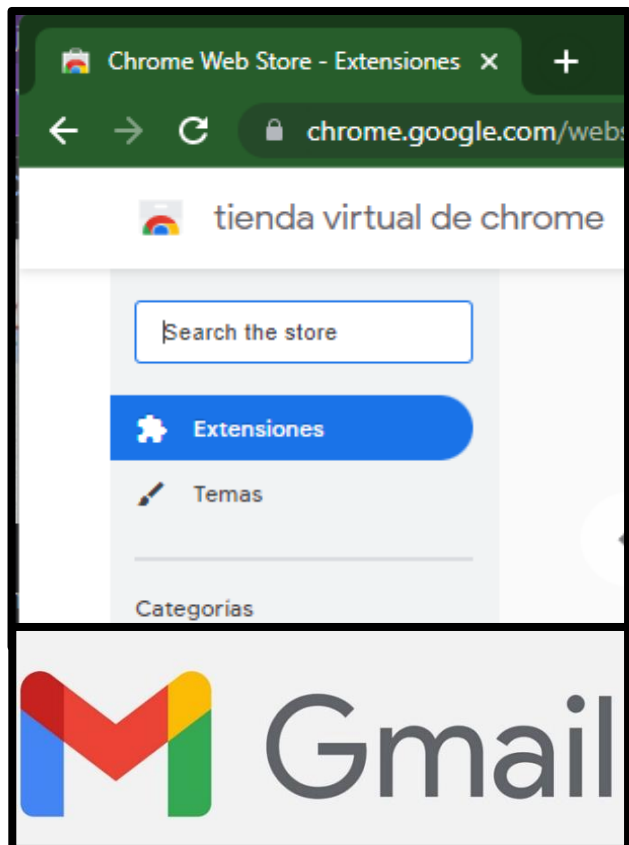 Chrome Web Store - Extensiones
chrome.google.com/webs
tienda virtual de chrome
Search the store
Extensiones
Temas
Categorías
Gmail